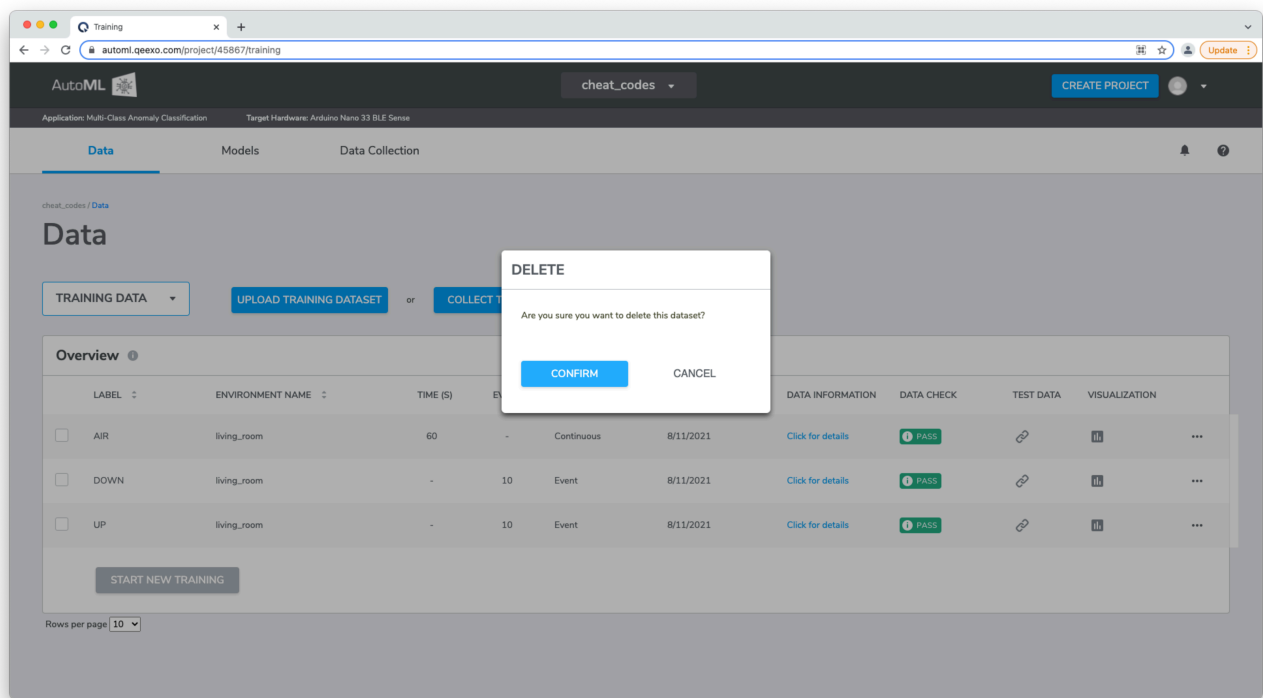 Training
automl.qeexo.com/project/45867/training
Update
AutoML
cheat_codes
CREATE PROJECT
Application: Multi-Class Anomaly Classification Target Hardware: Arduino Nano 33 BLE Sense
Data Models Data Collection
cheat_codes / Data
Data
DELETE
Are you sure you want to delete this dataset?
CONFIRM CANCEL
TRAINING DATA UPLOAD TRAINING DATASET or COLLECT T
Overview
LABEL ENVIRONMENT NAME TIME (S) EV DATA INFORMATION DATA CHECK TEST DATA VISUALIZATION
AIR living_room 60 - Continuous 8/11/2021 Click for details PASS
DOWN living_room - 10 Event 8/11/2021 Click for details PASS
UP living_room - 10 Event 8/11/2021 Click for details PASS
START NEW TRAINING
Rows per page 10